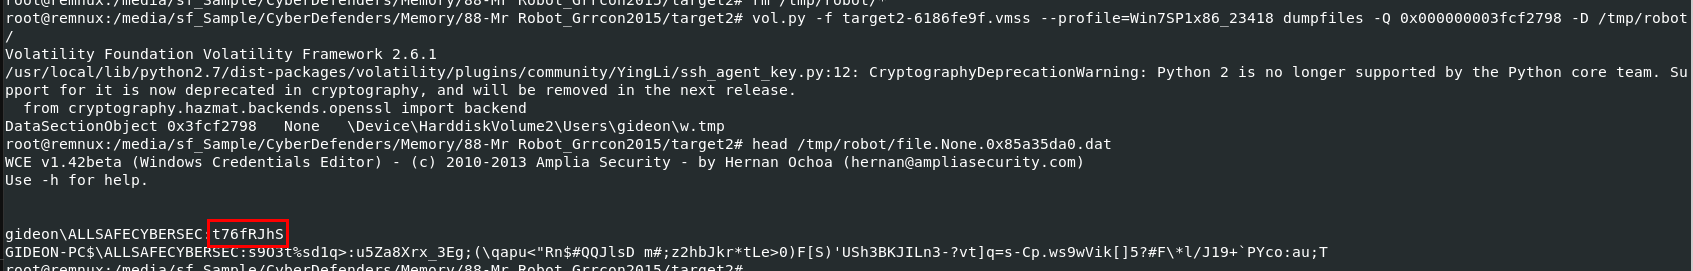 root@remnux:/media/sf_Sample/CyberDefenders/Memory/88-Mr Robot_Grrcon2015/target2# rm /tmp/robot/*
root@remnux:/media/sf_Sample/CyberDefenders/Memory/88-Mr Robot_Grrcon2015/target2# vol.py -f target2-6186fe9f.vmss --profile=Win7SP1x86_23418 dumpfiles -Q 0x000000003fcf2798 -D /tmp/robot
/
Volatility Foundation Volatility Framework 2.6.1
/usr/local/lib/python2.7/dist-packages/volatility/plugins/community/YingLi/ssh_agent_key.py:12: CryptographyDeprecationWarning: Python 2 is no longer supported by the Python core team. Su
pport for it is now deprecated in cryptography, and will be removed in the next release.
  from cryptography.hazmat.backends.openssl import backend
DataSectionObject 0x3fcf2798   None   \Device\HarddiskVolume2\Users\gideon\w.tmp
root@remnux:/media/sf_Sample/CyberDefenders/Memory/88-Mr Robot_Grrcon2015/target2# head /tmp/robot/file.None.0x85a35da0.dat
WCE v1.42beta (Windows Credentials Editor) - (c) 2010-2013 Amplia Security - by Hernan Ochoa (hernan@ampliasecurity.com)
Use -h for help.
gideon\ALLSAFECYBERSEC:t76fRJhS
GIDEON-PC$\ALLSAFECYBERSEC:s9O3t%sd1q>:u5Za8Xrx_3Eg;(\qapu<"Rn$#QQJlsD m#;z2hbJkr*tLe>0)F[S)'USh3BKJILn3-?vt]q=s-Cp.ws9wVik[]5?#F\*l/J19+`PYco:au;T
root@remnux:/media/sf_Sample/CyberDefenders/Memory/88-Mr Robot_Grrcon2015/target2#